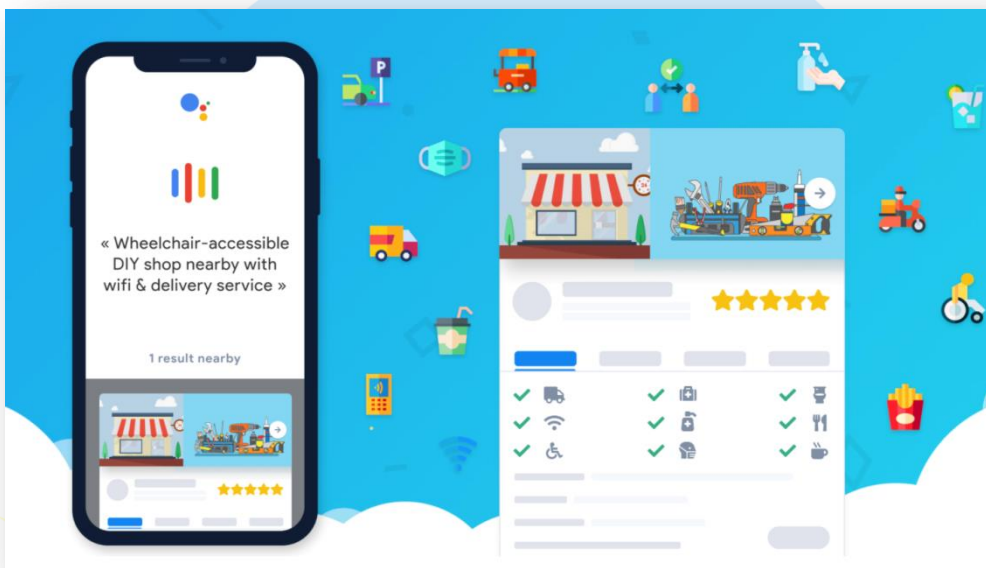 « Wheelchair-accessible
DIY shop nearby with
wifi & delivery service »
1 result nearby
P